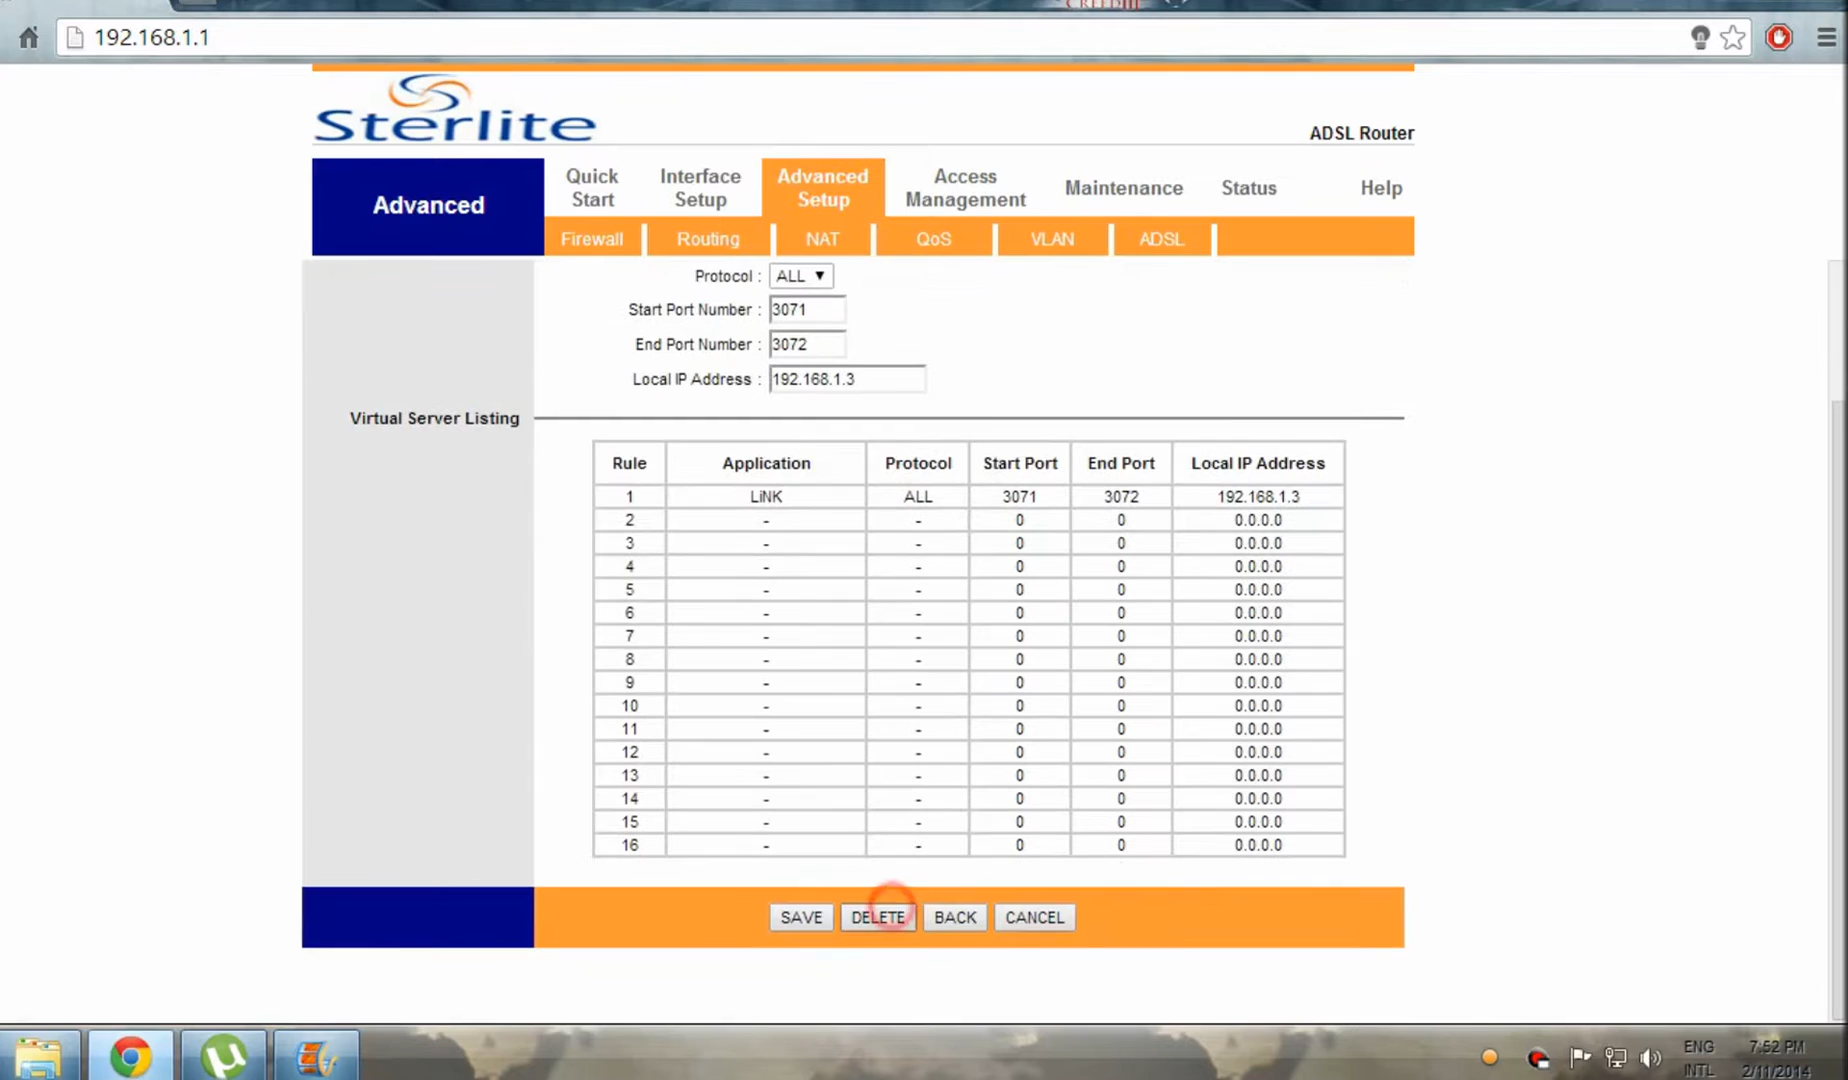 CREED III
192.168.1.1
Sterlite
ADSL Router
Advanced
Quick Start
Interface Setup
Advanced Setup
Access Management
Maintenance
Status
Help
Firewall
Routing
NAT
QoS
VLAN
ADSL
Protocol : ALL
Start Port Number : 3071
End Port Number : 3072
Local IP Address : 192.168.1.3
Virtual Server Listing
Rule Application Protocol Start Port End Port Local IP Address
1 LiNK ALL 3071 3072 192.168.1.3
2 - - 0 0 0.0.0.0
3 - - 0 0 0.0.0.0
4 - - 0 0 0.0.0.0
5 - - 0 0 0.0.0.0
6 - - 0 0 0.0.0.0
7 - - 0 0 0.0.0.0
8 - - 0 0 0.0.0.0
9 - - 0 0 0.0.0.0
10 - - 0 0 0.0.0.0
11 - - 0 0 0.0.0.0
12 - - 0 0 0.0.0.0
13 - - 0 0 0.0.0.0
14 - - 0 0 0.0.0.0
15 - - 0 0 0.0.0.0
16 - - 0 0 0.0.0.0
SAVE DELETE BACK CANCEL
ENG 7:52 PM
INTL 2/11/2014